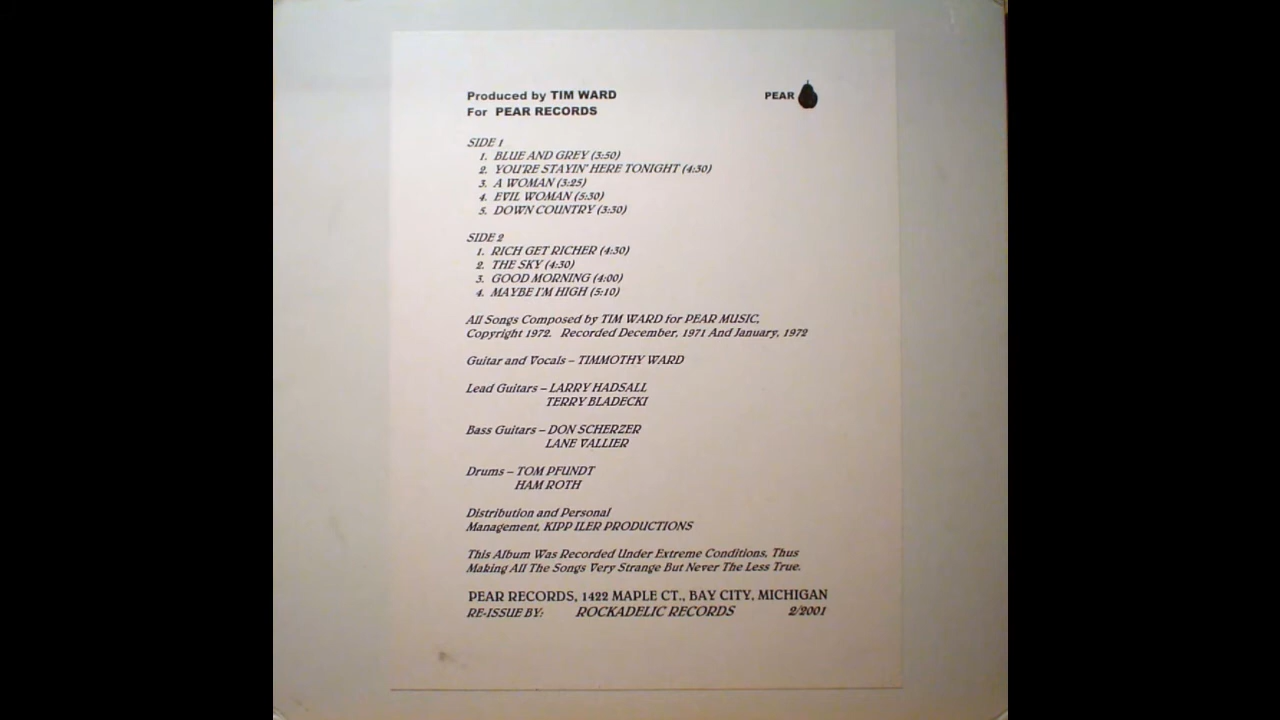 Produced by TIM WARD
For PEAR RECORDS
PEAR
SIDE 1
1. BLUE AND GREY (3:50)
2. YOU'RE STAYIN' HERE TONIGHT (4:30)
3. A WOMAN (3:25)
4. EVIL WOMAN (5:30)
5. DOWN COUNTRY (3:30)
SIDE 2
1. RICH GET RICHER (4:30)
2. THE SKY (4:30)
3. GOOD MORNING (4:00)
4. MAYBE I'M HIGH (5:10)
All Songs Composed by TIM WARD for PEAR MUSIC,
Copyright 1972. Recorded December, 1971 And January, 1972
Guitar and Vocals – TIMMOTHY WARD
Lead Guitars – LARRY HADSALL
TERRY BLADECKI
Bass Guitars – DON SCHERZER
LANE VALLIER
Drums – TOM PFUNDT
HAM ROTH
Distribution and Personal
Management, KIPP ILER PRODUCTIONS
This Album Was Recorded Under Extreme Conditions, Thus
Making All The Songs Very Strange But Never The Less True.
PEAR RECORDS, 1422 MAPLE CT., BAY CITY, MICHIGAN
RE-ISSUE BY: ROCKADELIC RECORDS 2/2001